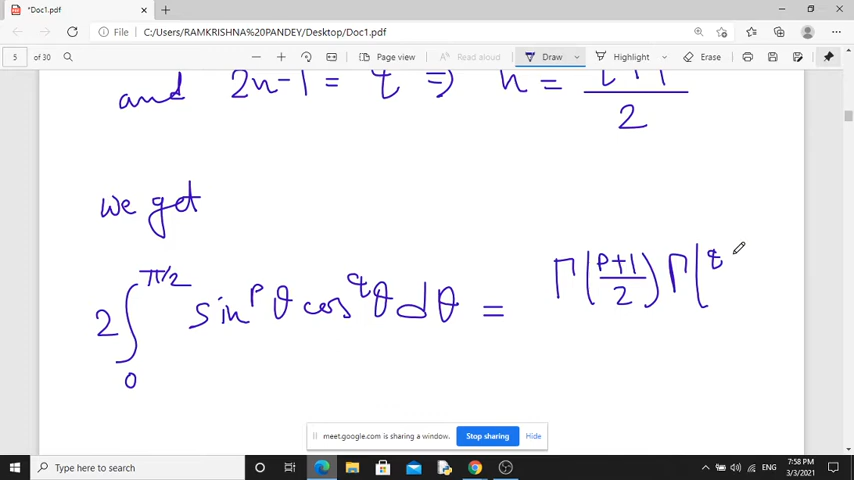 *Doc1.pdf
File C:/Users/RAMKRISHNA%20PANDEY/Desktop/Doc1.pdf
5 of 30 Page view Read aloud Draw Highlight Erase
and 2n-1 = q ⇒ n = q+1/2
we get
2∫₀^{π/2} sin^p θ cos^q θ dθ = Γ((p+1)/2) Γ(q
meet.google.com is sharing a window. Stop sharing Hide
Type here to search
ENG
7:58 PM
3/3/2021